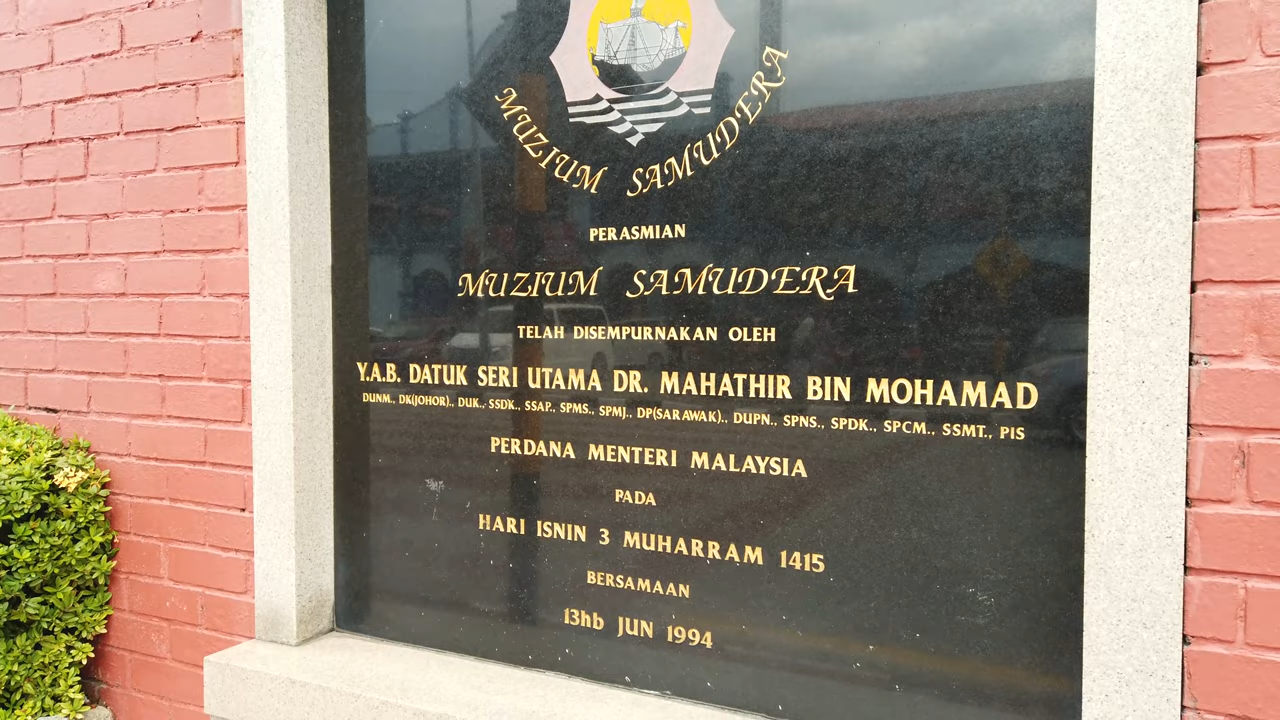 MUZIUM SAMUDERA
PERASMIAN
MUZIUM SAMUDERA
TELAH DISEMPURNAKAN OLEH
Y.A.B. DATUK SERI UTAMA DR. MAHATHIR BIN MOHAMAD
DUNM., DK(JOHOR)., DUK., SSDK., SSAP., SPMS., SPMJ., DP(SARAWAK)., DUPN., SPNS., SPDK., SPCM., SSMT., PIS
PERDANA MENTERI MALAYSIA
PADA
HARI ISNIN 3 MUHARRAM 1415
BERSAMAAN
13hb JUN 1994